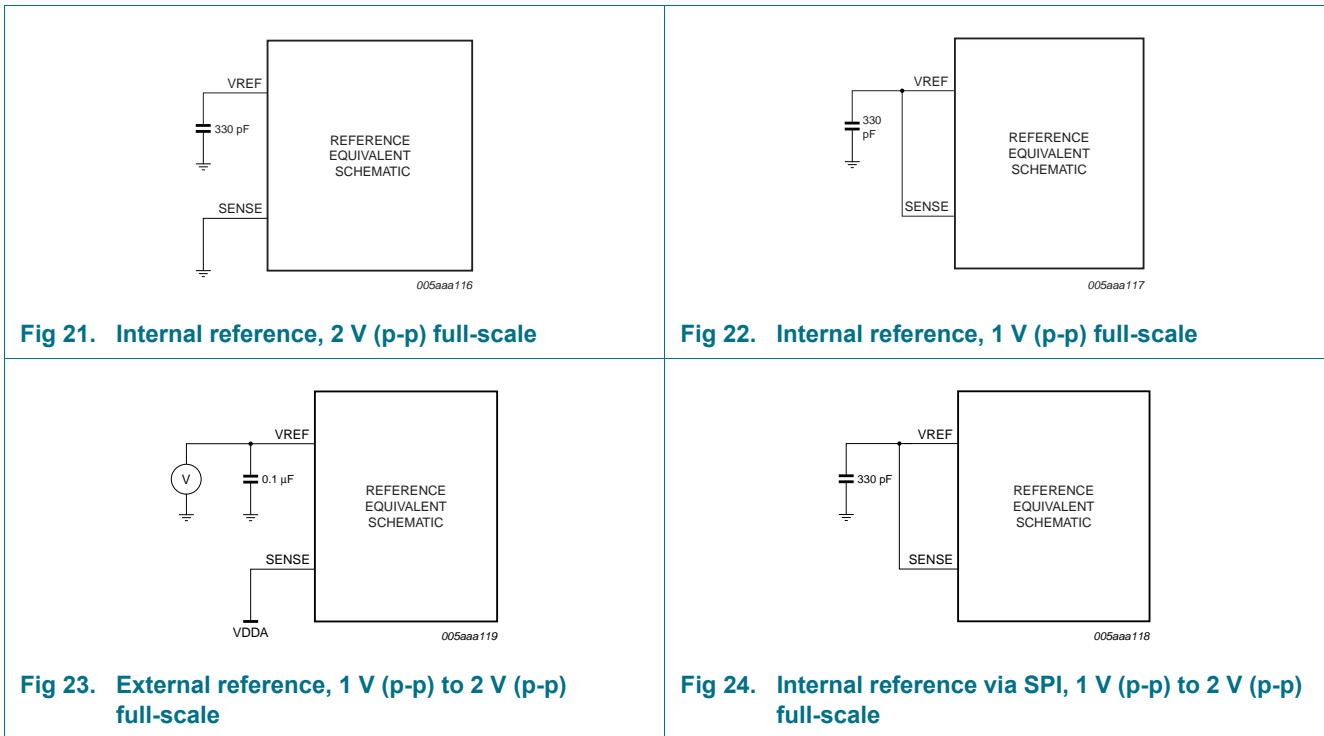 VREF
330 pF
REFERENCE
EQUIVALENT
SCHEMATIC
SENSE
005aaa116
Fig 21. Internal reference, 2 V (p-p) full-scale
VREF
330
pF
REFERENCE
EQUIVALENT
SCHEMATIC
SENSE
005aaa117
Fig 22. Internal reference, 1 V (p-p) full-scale
VREF
V
0.1 μF
REFERENCE
EQUIVALENT
SCHEMATIC
SENSE
VDDA
005aaa119
Fig 23. External reference, 1 V (p-p) to 2 V (p-p)
full-scale
VREF
330 pF
REFERENCE
EQUIVALENT
SCHEMATIC
SENSE
005aaa118
Fig 24. Internal reference via SPI, 1 V (p-p) to 2 V (p-p)
full-scale